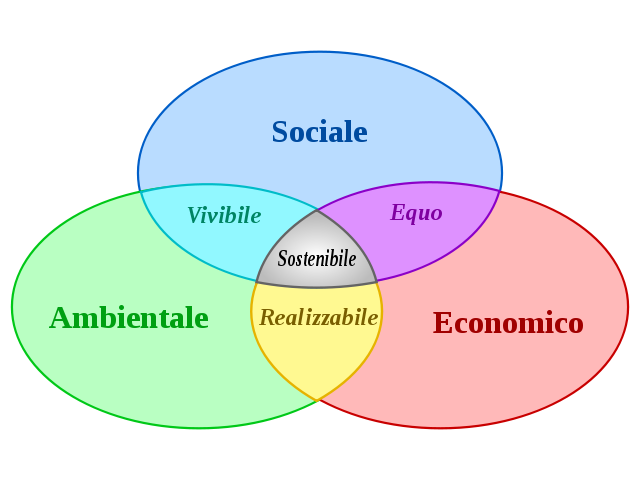 Sociale
Vivibile
Equo
Sostenibile
Ambientale
Realizzabile
Economico